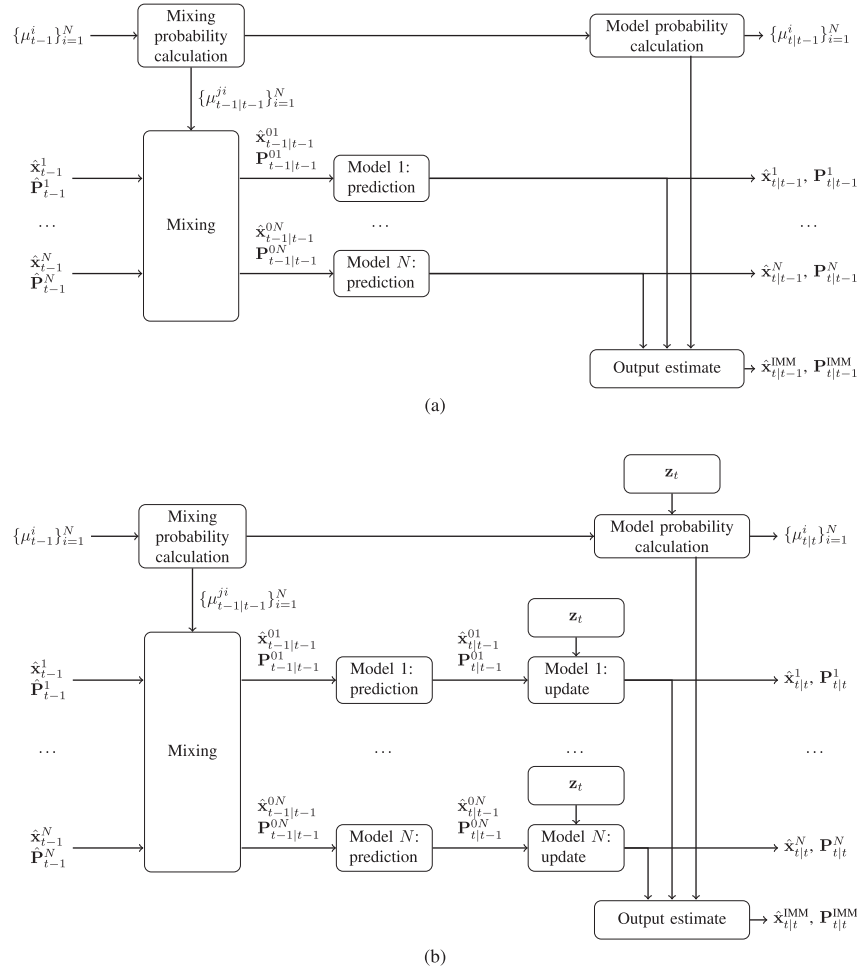 {μ^i_{t−1}}^N_{i=1}
Mixing
probability
calculation
Model probability
calculation
{μ^i_{t|t−1}}^N_{i=1}
{μ^{ji}_{t−1|t−1}}^N_{i=1}
x̂^1_{t−1}
P̂^1_{t−1}
Mixing
x̂^{01}_{t−1|t−1}
P^{01}_{t−1|t−1}
Model 1:
prediction
x̂^1_{t|t−1}, P^1_{t|t−1}
...
...
...
x̂^N_{t−1}
P̂^N_{t−1}
x̂^{0N}_{t−1|t−1}
P^{0N}_{t−1|t−1}
Model N:
prediction
x̂^N_{t|t−1}, P^N_{t|t−1}
Output estimate
x̂^{IMM}_{t|t−1}, P^{IMM}_{t|t−1}
(a)
z_t
{μ^i_{t−1}}^N_{i=1}
Mixing
probability
calculation
Model probability
calculation
{μ^i_{t|t}}^N_{i=1}
{μ^{ji}_{t−1|t−1}}^N_{i=1}
z_t
x̂^1_{t−1}
P̂^1_{t−1}
x̂^{01}_{t−1|t−1}
P^{01}_{t−1|t−1}
Model 1:
prediction
x̂^{01}_{t|t−1}
P^{01}_{t|t−1}
Model 1:
update
x̂^1_{t|t}, P^1_{t|t}
...
Mixing
...
...
...
z_t
x̂^N_{t−1}
P̂^N_{t−1}
x̂^{0N}_{t−1|t−1}
P^{0N}_{t−1|t−1}
Model N:
prediction
x̂^{0N}_{t|t−1}
P^{0N}_{t|t−1}
Model N:
update
x̂^N_{t|t}, P^N_{t|t}
Output estimate
x̂^{IMM}_{t|t}, P^{IMM}_{t|t}
(b)